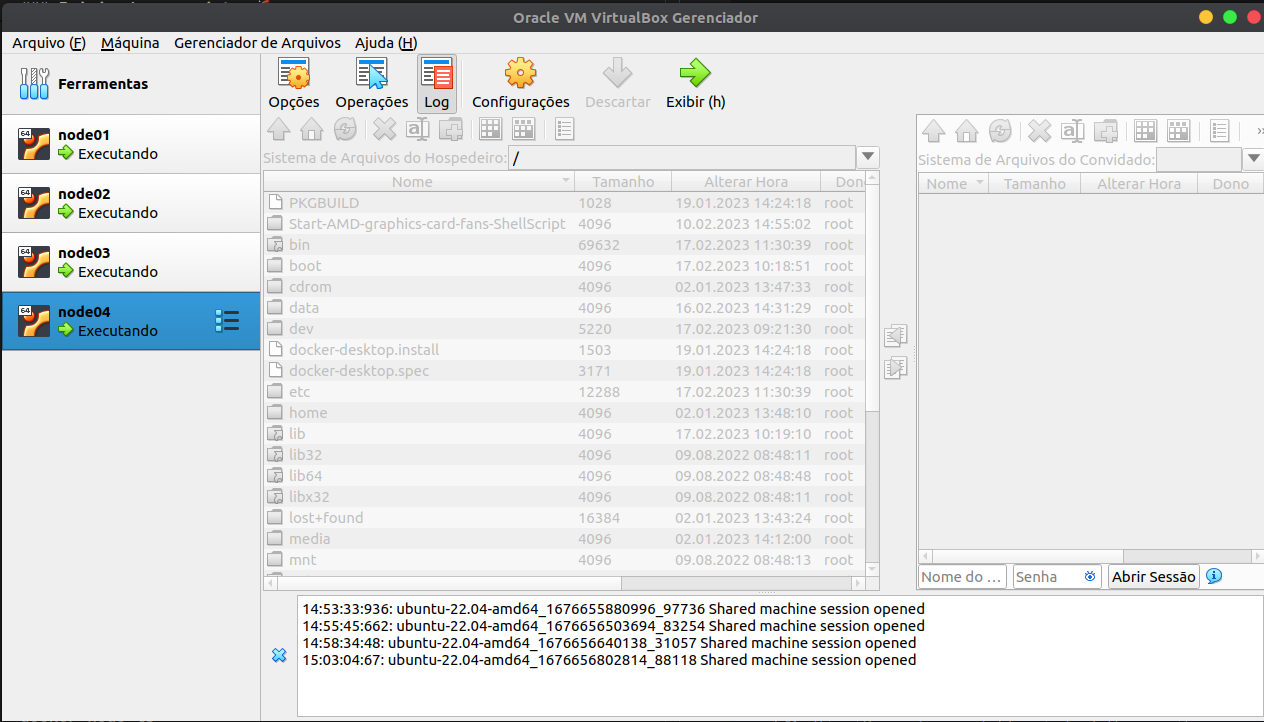 Oracle VM VirtualBox Gerenciador
Arquivo (F) Máquina Gerenciador de Arquivos Ajuda (H)
Ferramentas
64 node01
Executando
64 node02
Executando
64 node03
Executando
64 node04
Executando
Opções Operações Log Configurações Descartar Exibir (h)
Sistema de Arquivos do Hospedeiro: /
Nome Tamanho Alterar Hora Dono
PKGBUILD 1028 19.01.2023 14:24:18 root
Start-AMD-graphics-card-fans-ShellScript 4096 10.02.2023 14:55:02 root
bin 69632 17.02.2023 11:30:39 root
boot 4096 17.02.2023 10:18:51 root
cdrom 4096 02.01.2023 13:47:33 root
data 4096 16.02.2023 14:31:29 root
dev 5220 17.02.2023 09:21:30 root
docker-desktop.install 1503 19.01.2023 14:24:18 root
docker-desktop.spec 3171 19.01.2023 14:24:18 root
etc 12288 17.02.2023 11:30:39 root
home 4096 02.01.2023 13:48:10 root
lib 4096 17.02.2023 10:19:10 root
lib32 4096 09.08.2022 08:48:11 root
lib64 4096 09.08.2022 08:48:48 root
libx32 4096 09.08.2022 08:48:11 root
lost+found 16384 02.01.2023 13:43:24 root
media 4096 02.01.2023 14:12:00 root
mnt 4096 09.08.2022 08:48:13 root
Sistema de Arquivos do Convidado:
Nome Tamanho Alterar Hora Dono
Nome do ... Senha Abrir Sessão
14:53:33:936: ubuntu-22.04-amd64_1676655880996_97736 Shared machine session opened
14:55:45:662: ubuntu-22.04-amd64_1676656503694_83254 Shared machine session opened
14:58:34:48: ubuntu-22.04-amd64_1676656640138_31057 Shared machine session opened
15:03:04:67: ubuntu-22.04-amd64_1676656802814_88118 Shared machine session opened